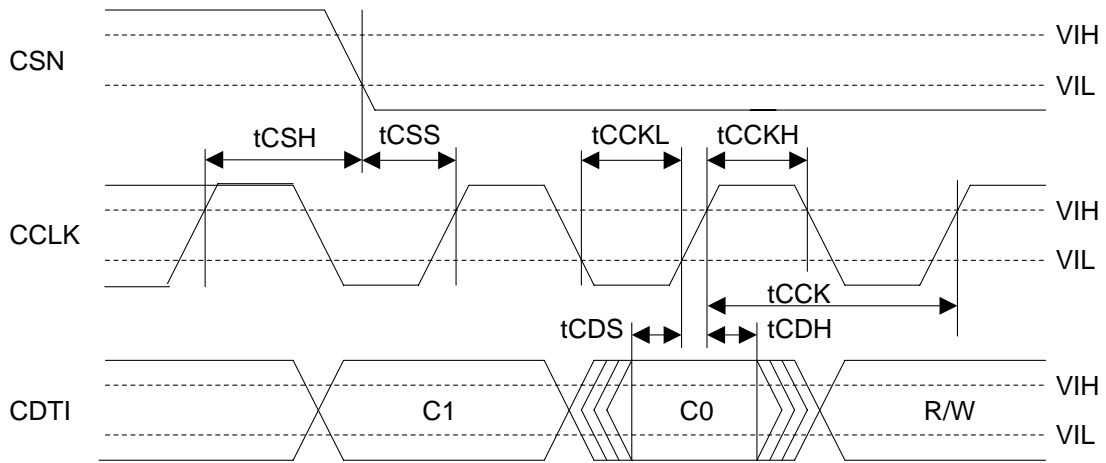 CSN
VIH
VIL
tCSH
tCSS
tCCKL
tCCKH
CCLK
VIH
VIL
tCCK
tCDS
tCDH
CDTI
C1
C0
R/W
VIH
VIL